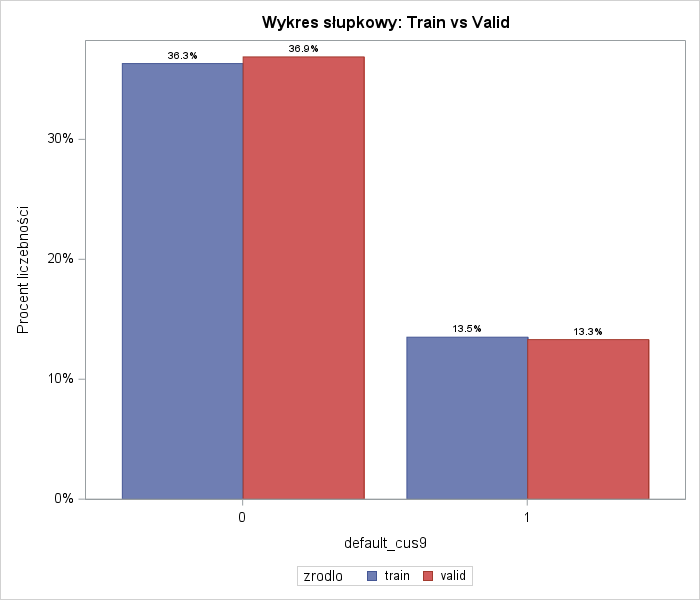 Wykres słupkowy: Train vs Valid
36.3%
36.9%
30%
20%
13.5%
13.3%
10%
0%
Procent liczebności
0
1
default_cus9
zrodlo train valid